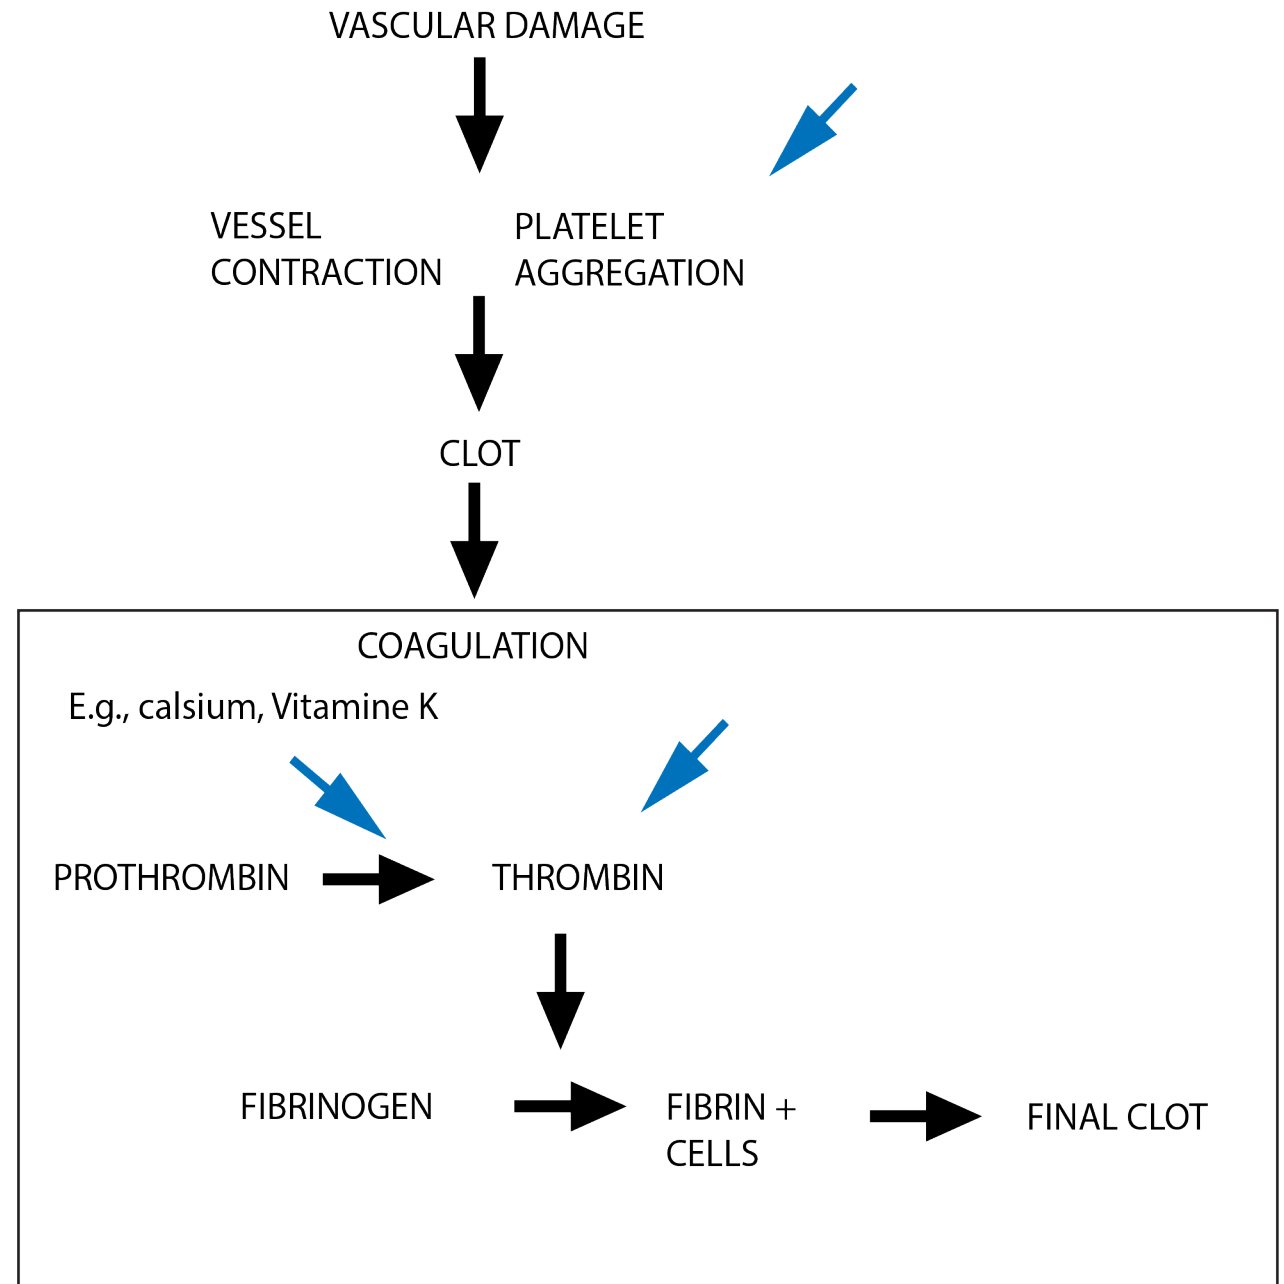 VASCULAR DAMAGE
VESSEL
CONTRACTION
PLATELET
AGGREGATION
CLOT
COAGULATION
E.g., calsium, Vitamine K
PROTHROMBIN
THROMBIN
FIBRINOGEN
FIBRIN +
CELLS
FINAL CLOT